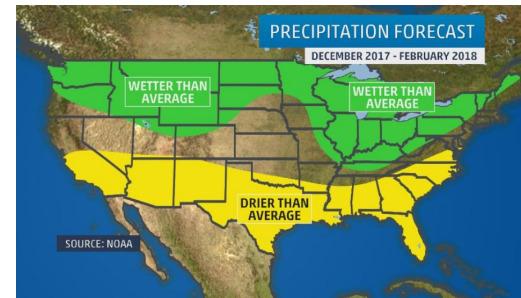 PRECIPITATION FORECAST
DECEMBER 2017 - FEBRUARY 2018
WETTER THAN
AVERAGE
WETTER THAN
AVERAGE
DRIER THAN
AVERAGE
SOURCE: NOAA